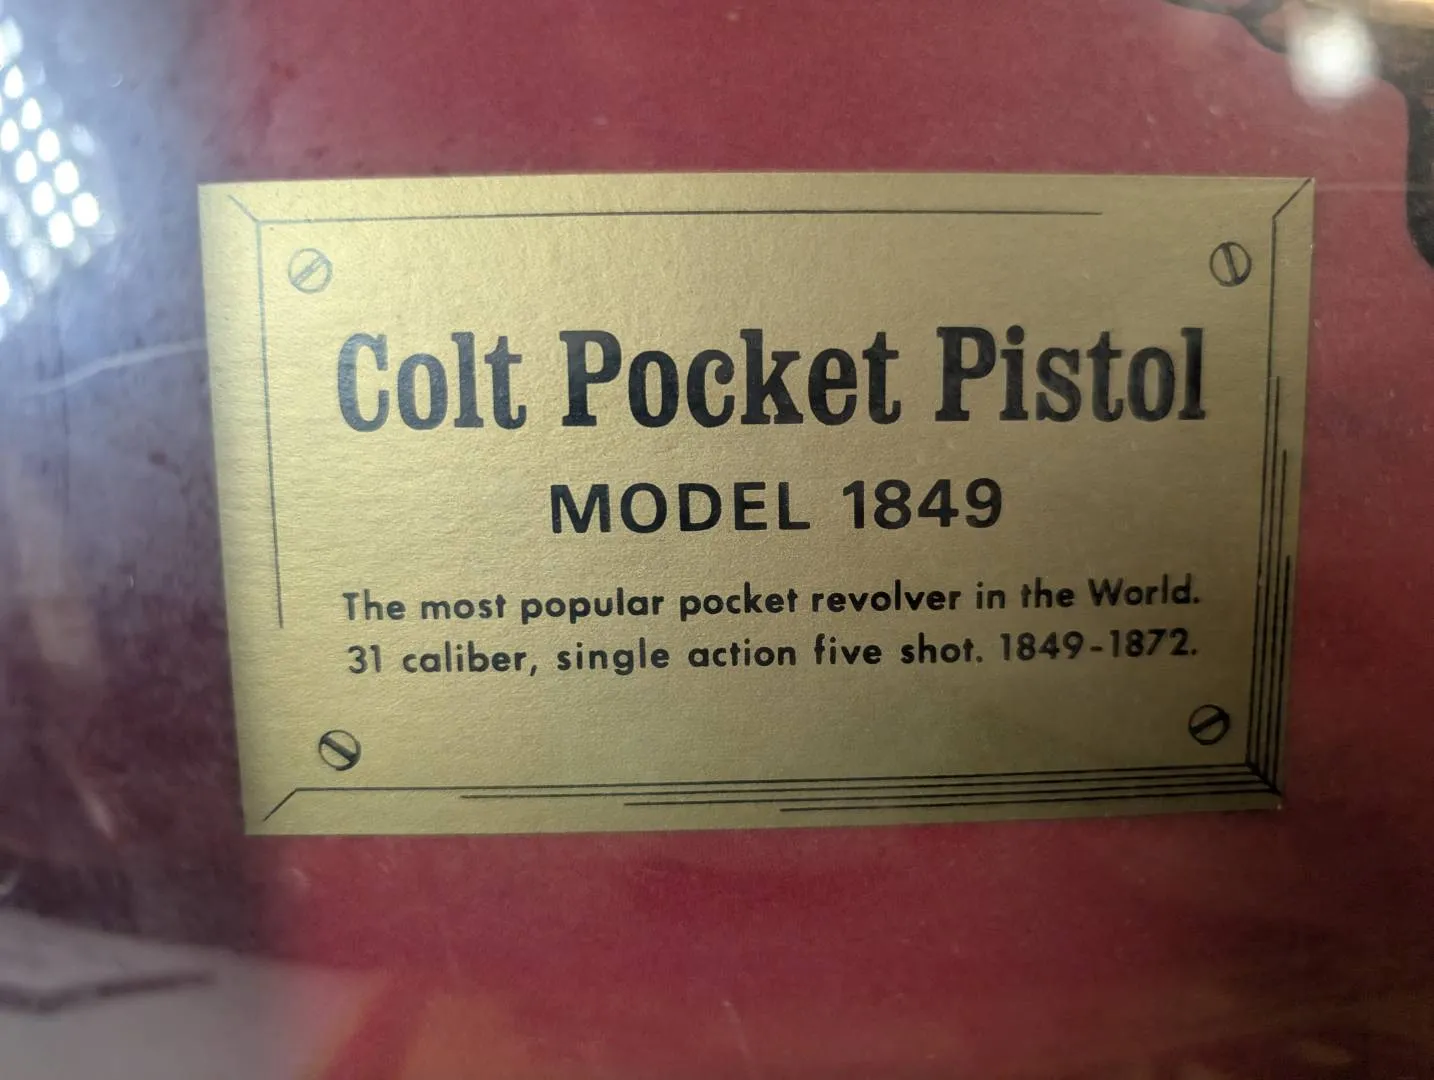 Colt Pocket Pistol
MODEL 1849
The most popular pocket revolver in the World.
31 caliber, single action five shot. 1849-1872.